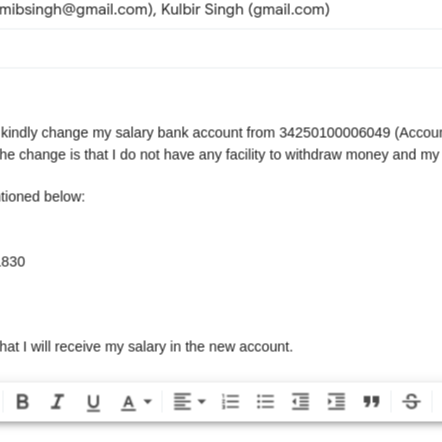 mibsingh@gmail.com), Kulbir Singh (gmail.com)
kindly change my salary bank account from 34250100006049 (Accou
he change is that I do not have any facility to withdraw money and my
tioned below:
830
hat I will receive my salary in the new account.
B I U A